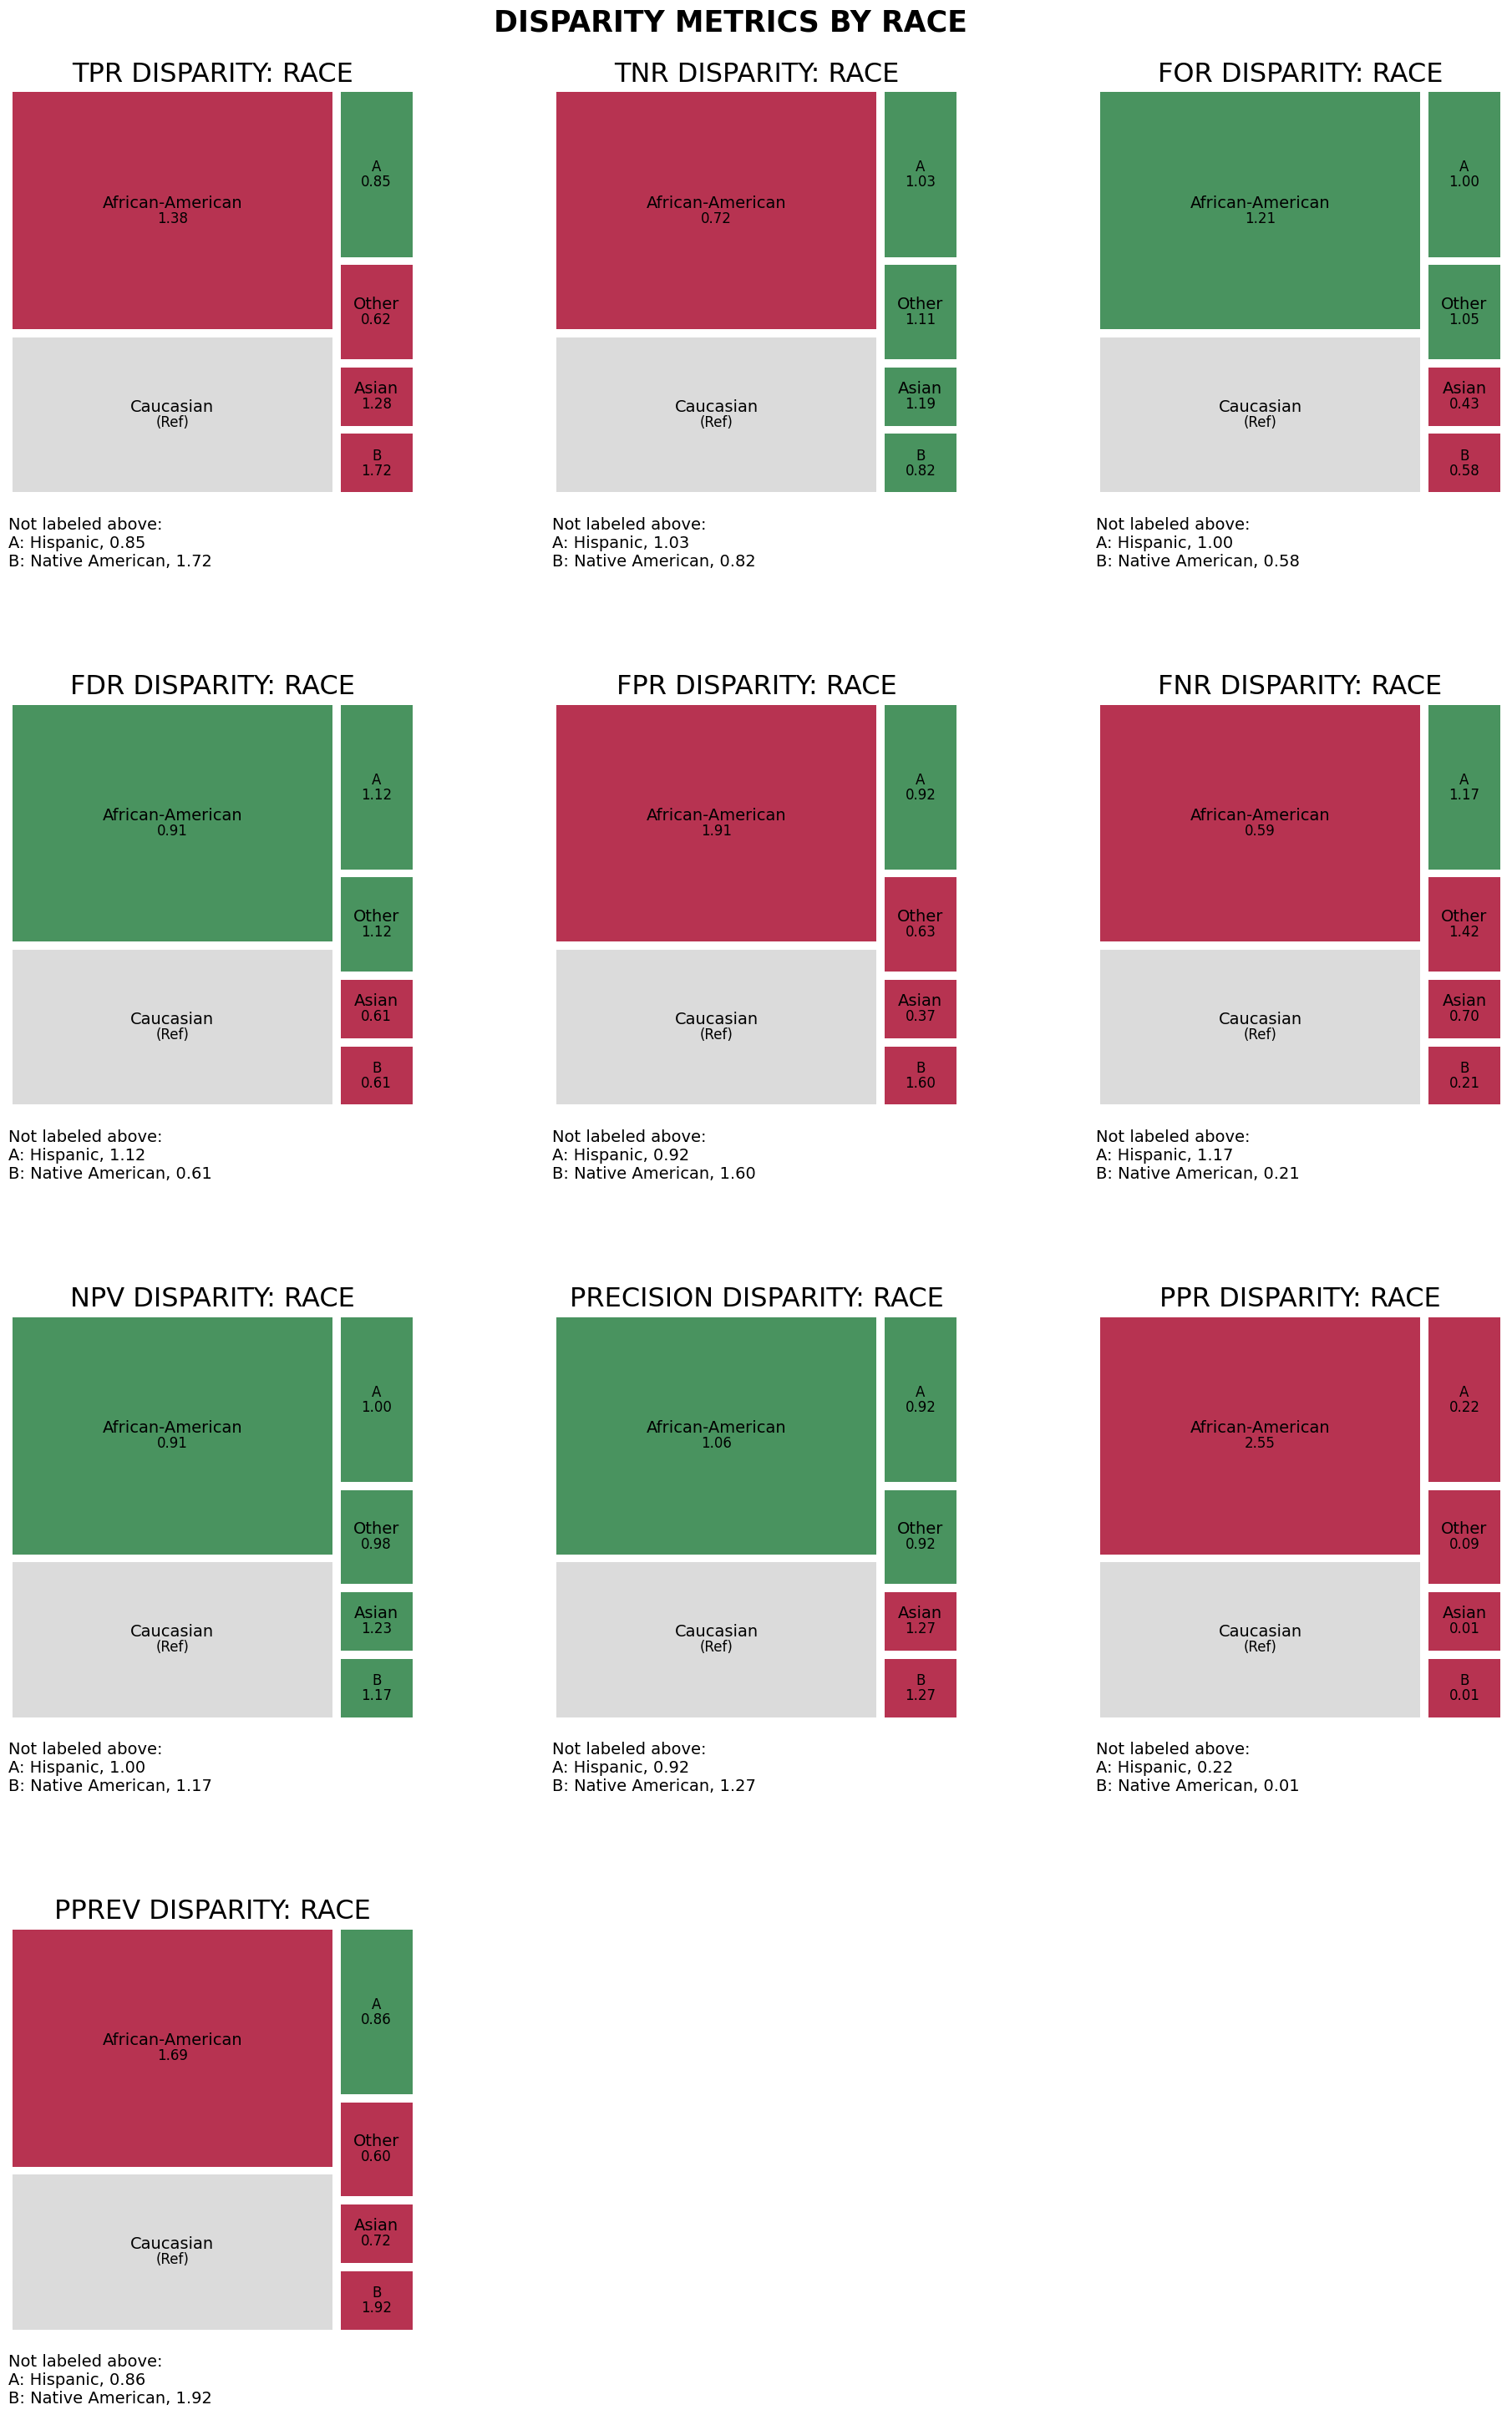 DISPARITY METRICS BY RACE
TPR DISPARITY: RACE
African-American
1.38
A
0.85
Other
0.62
Caucasian
(Ref)
Asian
1.28
B
1.72
Not labeled above:
A: Hispanic, 0.85
B: Native American, 1.72
TNR DISPARITY: RACE
African-American
0.72
A
1.03
Other
1.11
Caucasian
(Ref)
Asian
1.19
B
0.82
Not labeled above:
A: Hispanic, 1.03
B: Native American, 0.82
FOR DISPARITY: RACE
African-American
1.21
A
1.00
Other
1.05
Caucasian
(Ref)
Asian
0.43
B
0.58
Not labeled above:
A: Hispanic, 1.00
B: Native American, 0.58
FDR DISPARITY: RACE
African-American
0.91
A
1.12
Other
1.12
Caucasian
(Ref)
Asian
0.61
B
0.61
Not labeled above:
A: Hispanic, 1.12
B: Native American, 0.61
FPR DISPARITY: RACE
African-American
1.91
A
0.92
Other
0.63
Caucasian
(Ref)
Asian
0.37
B
1.60
Not labeled above:
A: Hispanic, 0.92
B: Native American, 1.60
FNR DISPARITY: RACE
African-American
0.59
A
1.17
Other
1.42
Caucasian
(Ref)
Asian
0.70
B
0.21
Not labeled above:
A: Hispanic, 1.17
B: Native American, 0.21
NPV DISPARITY: RACE
African-American
0.91
A
1.00
Other
0.98
Caucasian
(Ref)
Asian
1.23
B
1.17
Not labeled above:
A: Hispanic, 1.00
B: Native American, 1.17
PRECISION DISPARITY: RACE
African-American
1.06
A
0.92
Other
0.92
Caucasian
(Ref)
Asian
1.27
B
1.27
Not labeled above:
A: Hispanic, 0.92
B: Native American, 1.27
PPR DISPARITY: RACE
African-American
2.55
A
0.22
Other
0.09
Caucasian
(Ref)
Asian
0.01
B
0.01
Not labeled above:
A: Hispanic, 0.22
B: Native American, 0.01
PPREV DISPARITY: RACE
African-American
1.69
A
0.86
Other
0.60
Caucasian
(Ref)
Asian
0.72
B
1.92
Not labeled above:
A: Hispanic, 0.86
B: Native American, 1.92